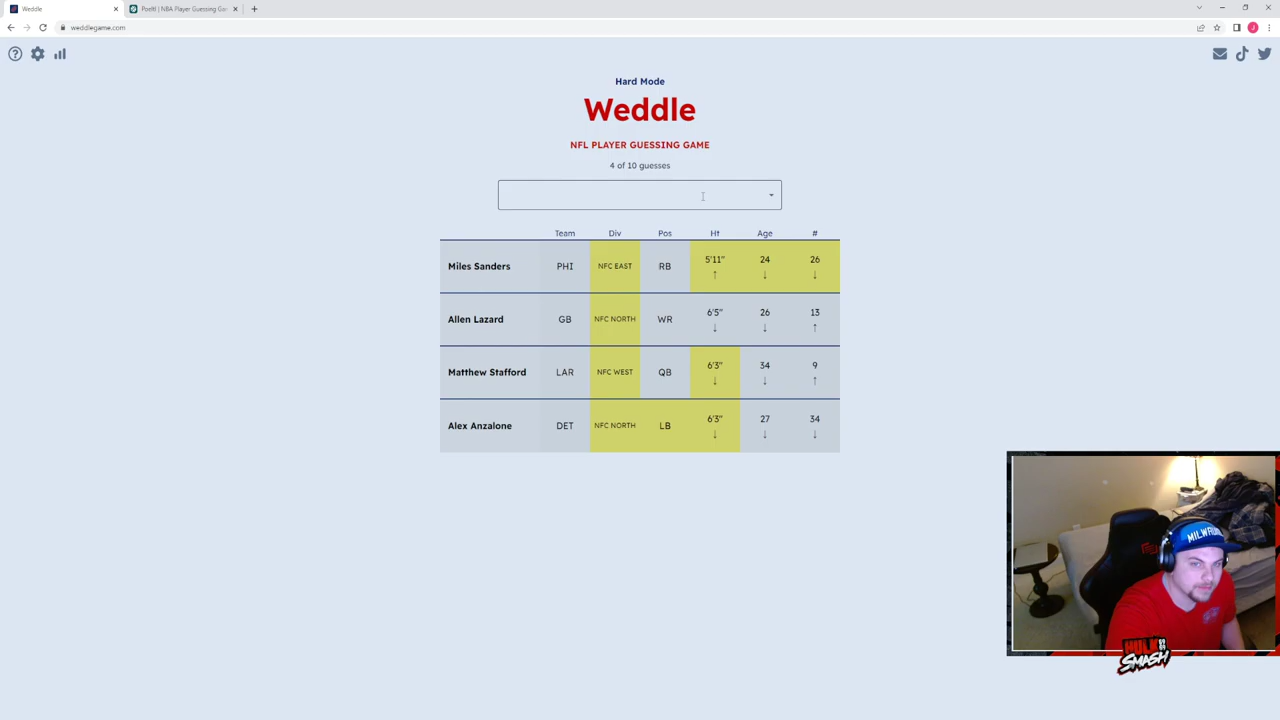 Weddle
Poeltl | NBA Player Guessing Gam
weddlegame.com
Hard Mode
Weddle
NFL PLAYER GUESSING GAME
4 of 10 guesses
Team Div Pos Ht Age #
Miles Sanders PHI NFC EAST RB 5'11" ↑ 24 ↓ 26 ↓
Allen Lazard GB NFC NORTH WR 6'5" ↓ 26 ↓ 13 ↑
Matthew Stafford LAR NFC WEST QB 6'3" ↓ 34 ↓ 9 ↑
Alex Anzalone DET NFC NORTH LB 6'3" ↓ 27 ↓ 34 ↓
J
HULK
SMASH